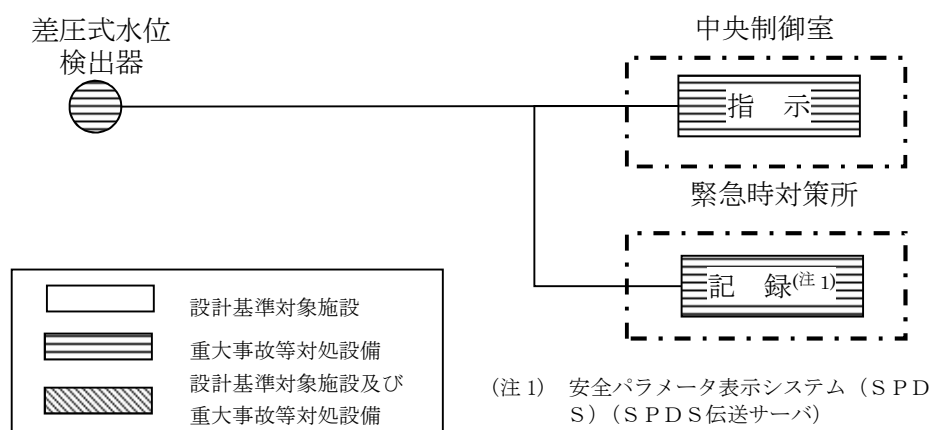 差圧式水位
検出器
中央制御室
指　示
緊急時対策所
記　録(注 1)
設計基準対象施設
重大事故等対処設備
設計基準対象施設及び
重大事故等対処設備
(注 1)　安全パラメータ表示システム（ＳＰＤ
Ｓ）（ＳＰＤＳ伝送サーバ）